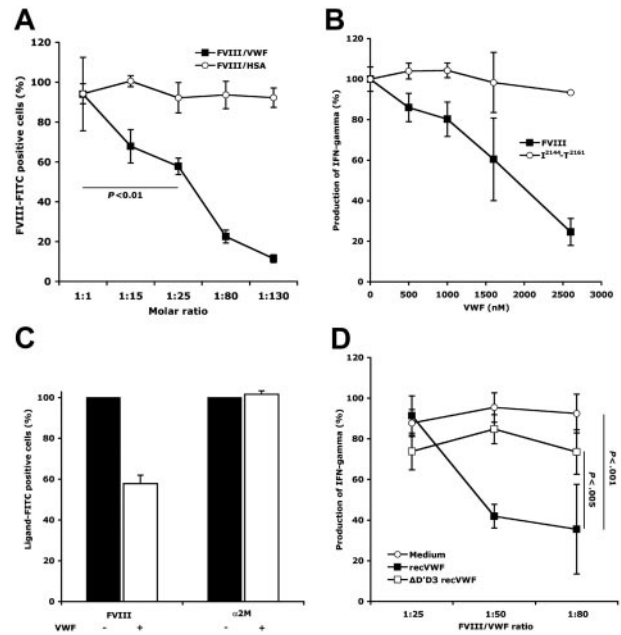 A
FVIII/VWF
FVIII/HSA
FVIII-FITC positive cells (%)
120
100
80
60
40
20
0
P<0.01
1:1
1:15
1:25
1:80
1:130
Molar ratio
B
Production of IFN-gamma (%)
120
100
80
60
40
20
0
FVIII
I2144-T2161
0
500
1000
1500
2000
2500
3000
VWF (nM)
C
Ligand-FITC positive cells (%)
120
100
80
60
40
20
0
FVIII
α2M
VWF - + - +
D
Production of IFN-gamma (%)
120
100
80
60
40
20
0
P<.005
P<.001
Medium
recVWF
ΔD'D3 recVWF
1:25
1:50
1:80
FVIII/VWF ratio